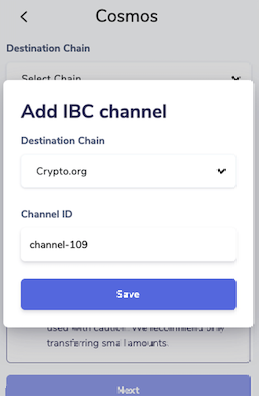 Cosmos
Destination Chain
Select Chain
Add IBC channel
Destination Chain
Crypto.org
Channel ID
channel-109
Save
used with caution. We recommend
transferring small amounts.
Next